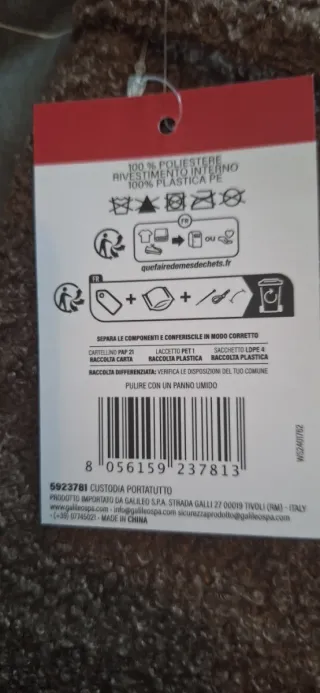 100 % POLIESTERE
RIVESTIMENTO INTERNO
100% PLASTICA PE
FR
OU
quefairedemesdechets.fr
FR
SEPARA LE COMPONENTI E CONFERISCILE IN MODO CORRETTO
CARTELLINO PAP 21 LACCETTO PET 1 SACCHETTO LDPE 4
RACCOLTA CARTA RACCOLTA PLASTICA RACCOLTA PLASTICA
RACCOLTA DIFFERENZIATA: VERIFICA LE DISPOSIZIONI DEL TUO COMUNE
PULIRE CON UN PANNO UMIDO
8 056159 237813
WS2401762
5923781 CUSTODIA PORTATUTTO
PRODOTTO IMPORTATO DA GALILEO S.P.A. STRADA GALLI 27 00019 TIVOLI (RM) - ITALY
www.galileospa.com - info@galileospa.com sicurezzaprodotto@galileospa.com
- (+39) 07745021 - MADE IN CHINA